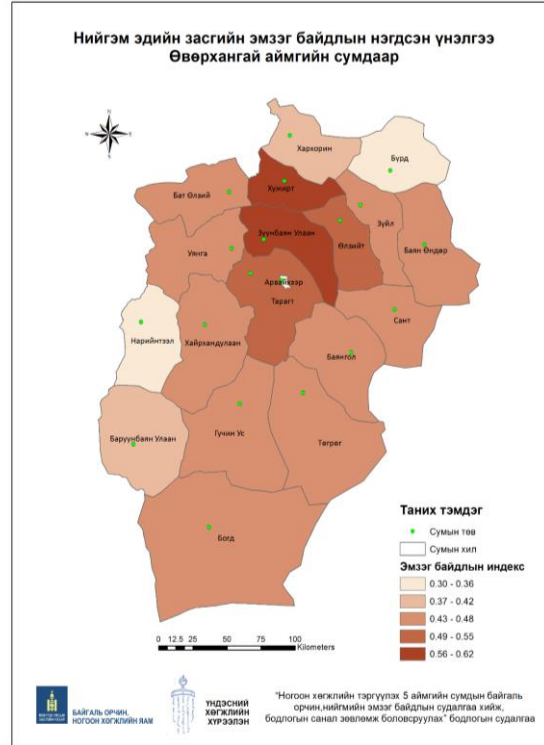 Нийгэм эдийн засгийн эмзэг байдлын нэгдсэн үнэлгээ
Өвөрхангай аймгийн сумдаар
N
W
E
S
Хархорин
Бүрд
Хужирт
Бат Өлзий
Зүйл
Зуунбаян Улаан
Өлзийт
Баян Өндөр
Уянга
Арвайхээр
Тарагт
Сант
Нарийнтээл
Хайрхандулаан
Баянгол
Баруунбаян Улаан
Гучин Ус
Төгрөг
Богд
Таних тэмдэг
Сумын төв
Сумын хил
Эмзэг байдлын индекс
0.30 - 0.36
0.37 - 0.42
0.43 - 0.48
0.49 - 0.55
0.56 - 0.62
0 12.5 25 50 75 100
Kilometers
БАЙГАЛЬ ОРЧИН,
НОГООН ХӨГЖЛИЙН ЯАМ
ҮНДЭСНИЙ
ХӨГЖЛИЙН
ХҮРЭЭЛЭН
"Ногоон хөгжлийн тэргүүлэх 5 аймгийн сумдын байгаль
орчин,нийгмийн эмзэг байдлын судалгаа хийж,
бодлогын санал зөвлөмж боловсруулах" бодлогын судалгаа